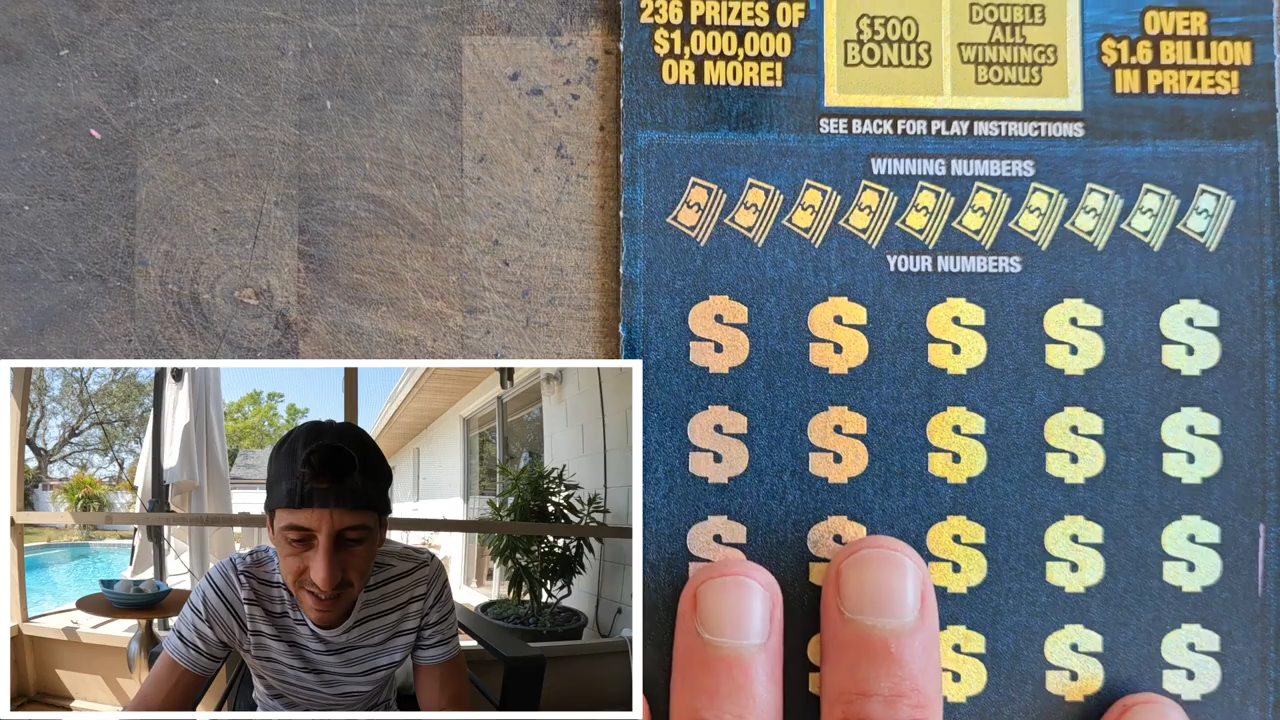 236 PRIZES OF
$1,000,000
OR MORE!
$500
BONUS
DOUBLE
ALL
WINNINGS
BONUS
OVER
$1.6 BILLION
IN PRIZES!
SEE BACK FOR PLAY INSTRUCTIONS
WINNING NUMBERS
$ $ $ $ $ $ $ $ $ $
YOUR NUMBERS
$ $ $ $ $
$ $ $ $ $
$ $ $ $ $
$ $ $ $